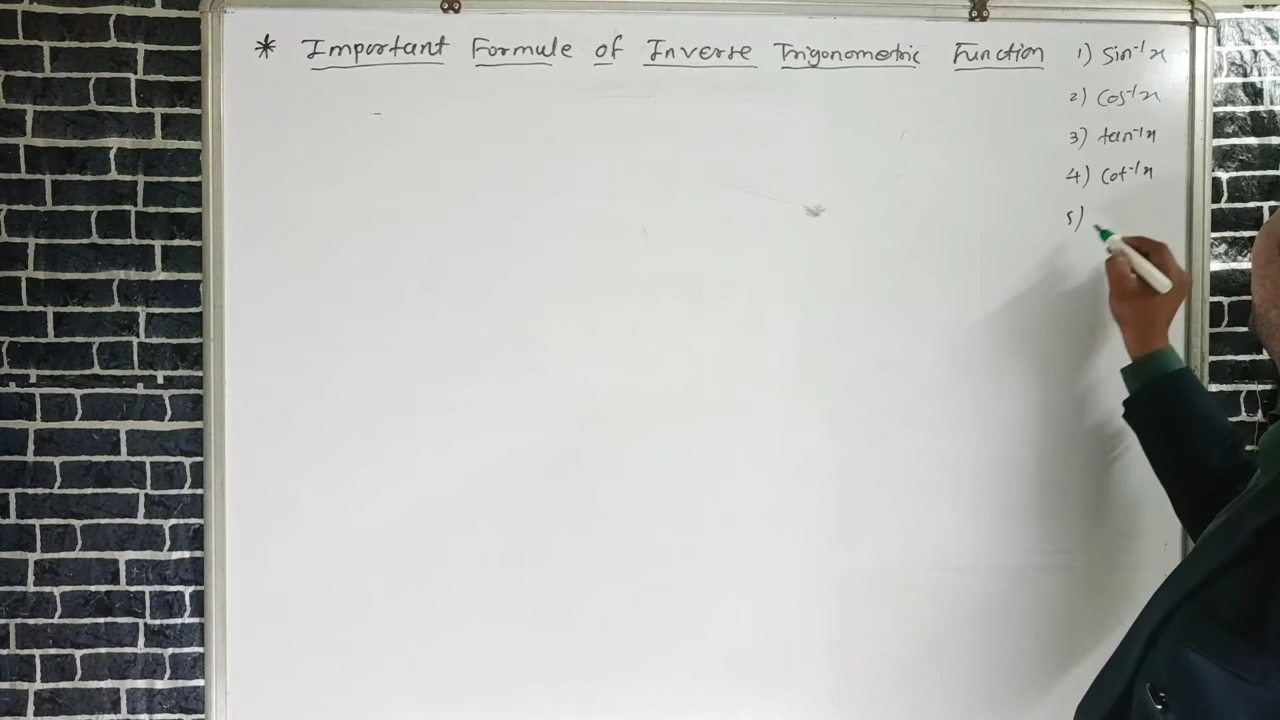 * Important Formule of Inverse Trigonometric Function 1) Sin⁻¹x
2) Cos⁻¹x
3) tan⁻¹x
4) Cot⁻¹x
5)